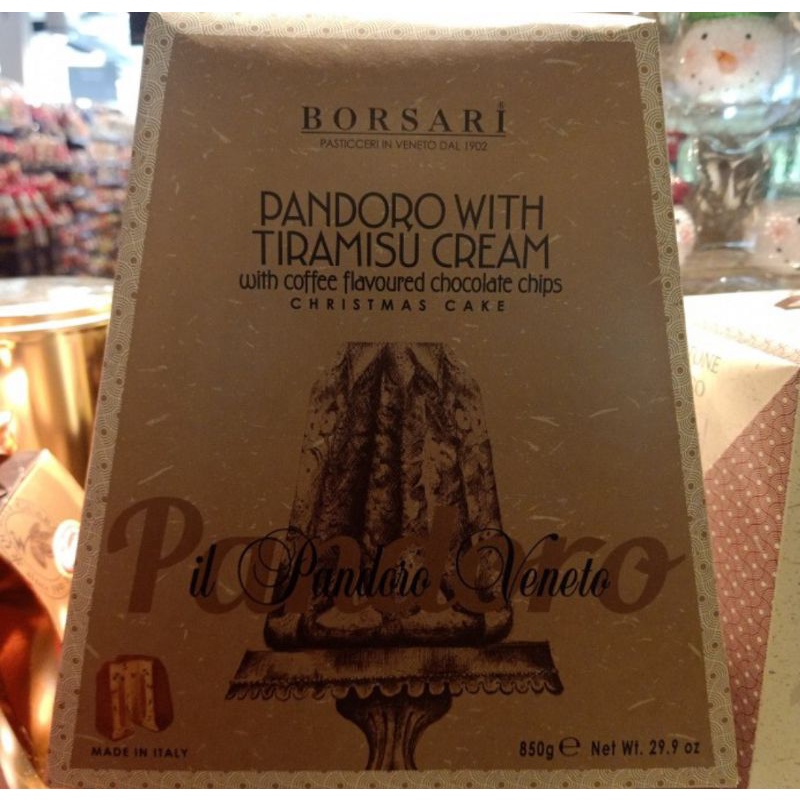 BORSARI®
PASTICCERI IN VENETO DAL 1902
PANDORO WITH
TIRAMISÙ CREAM
with coffee flavoured chocolate chips
CHRISTMAS CAKE
Pandoro
il Pandoro Veneto
MADE IN ITALY
850g ℮ Net Wt. 29.9 oz